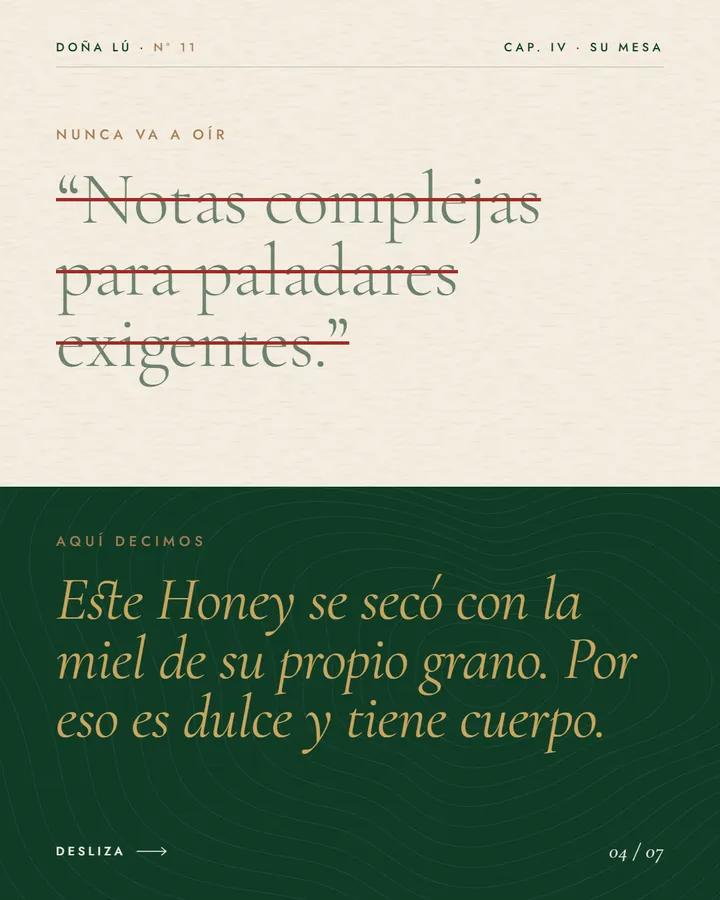 DOÑA LÚ · N° 11
CAP. IV · SU MESA
NUNCA VA A OÍR
“Notas complejas
para paladares
exigentes.”
AQUÍ DECIMOS
Este Honey se secó con la
miel de su propio grano. Por
eso es dulce y tiene cuerpo.
DESLIZA →
04 / 07